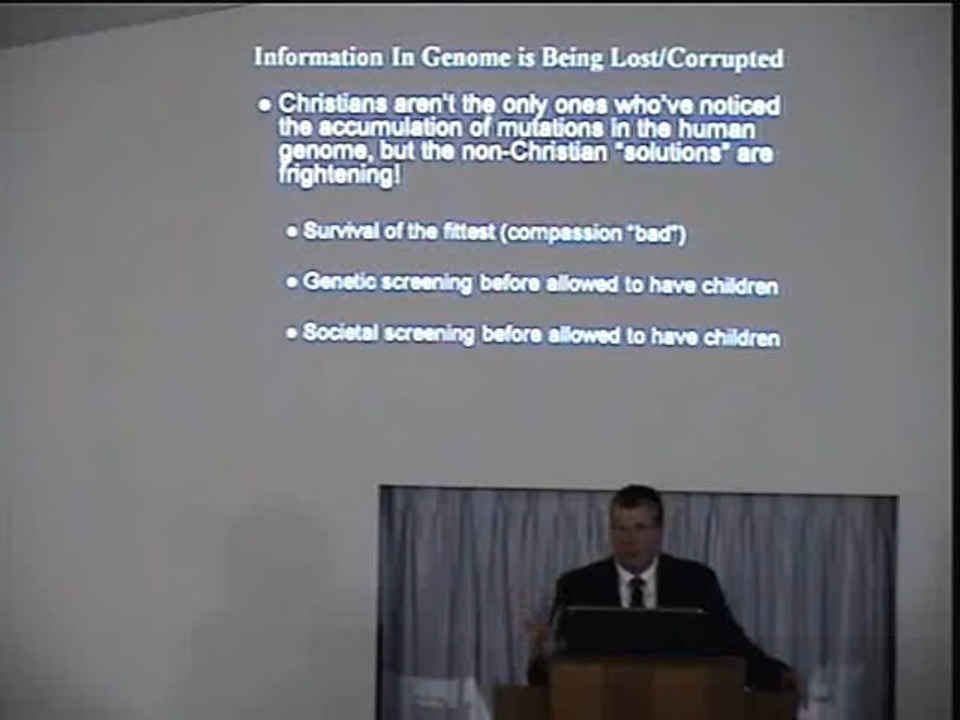 Information In Genome is Being Lost/Corrupted
• Christians aren't the only ones who've noticed
the accumulation of mutations in the human
genome, but the non-Christian "solutions" are
frightening!
• Survival of the fittest (compassion "bad")
• Genetic screening before allowed to have children
• Societal screening before allowed to have children